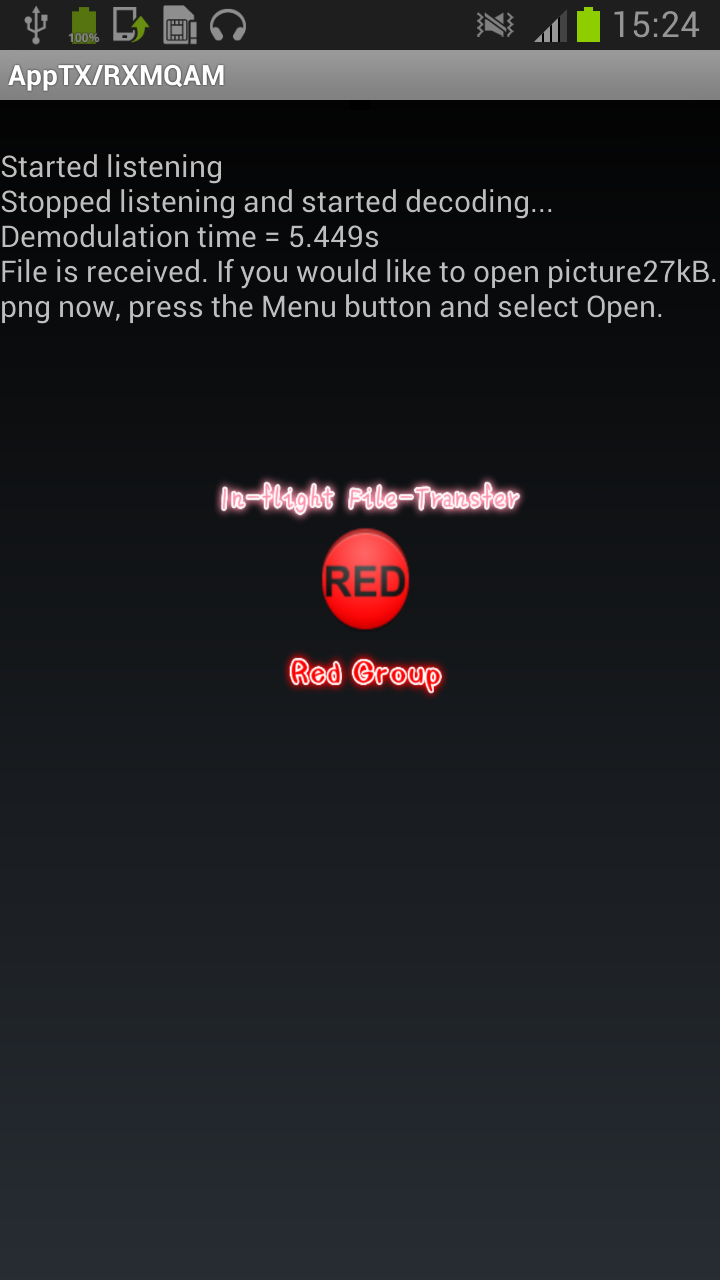 100%
15:24
AppTX/RXMQAM
Started listening
Stopped listening and started decoding...
Demodulation time = 5.449s
File is received. If you would like to open picture27kB.
png now, press the Menu button and select Open.
In-flight File-Transfer
RED
Red Group